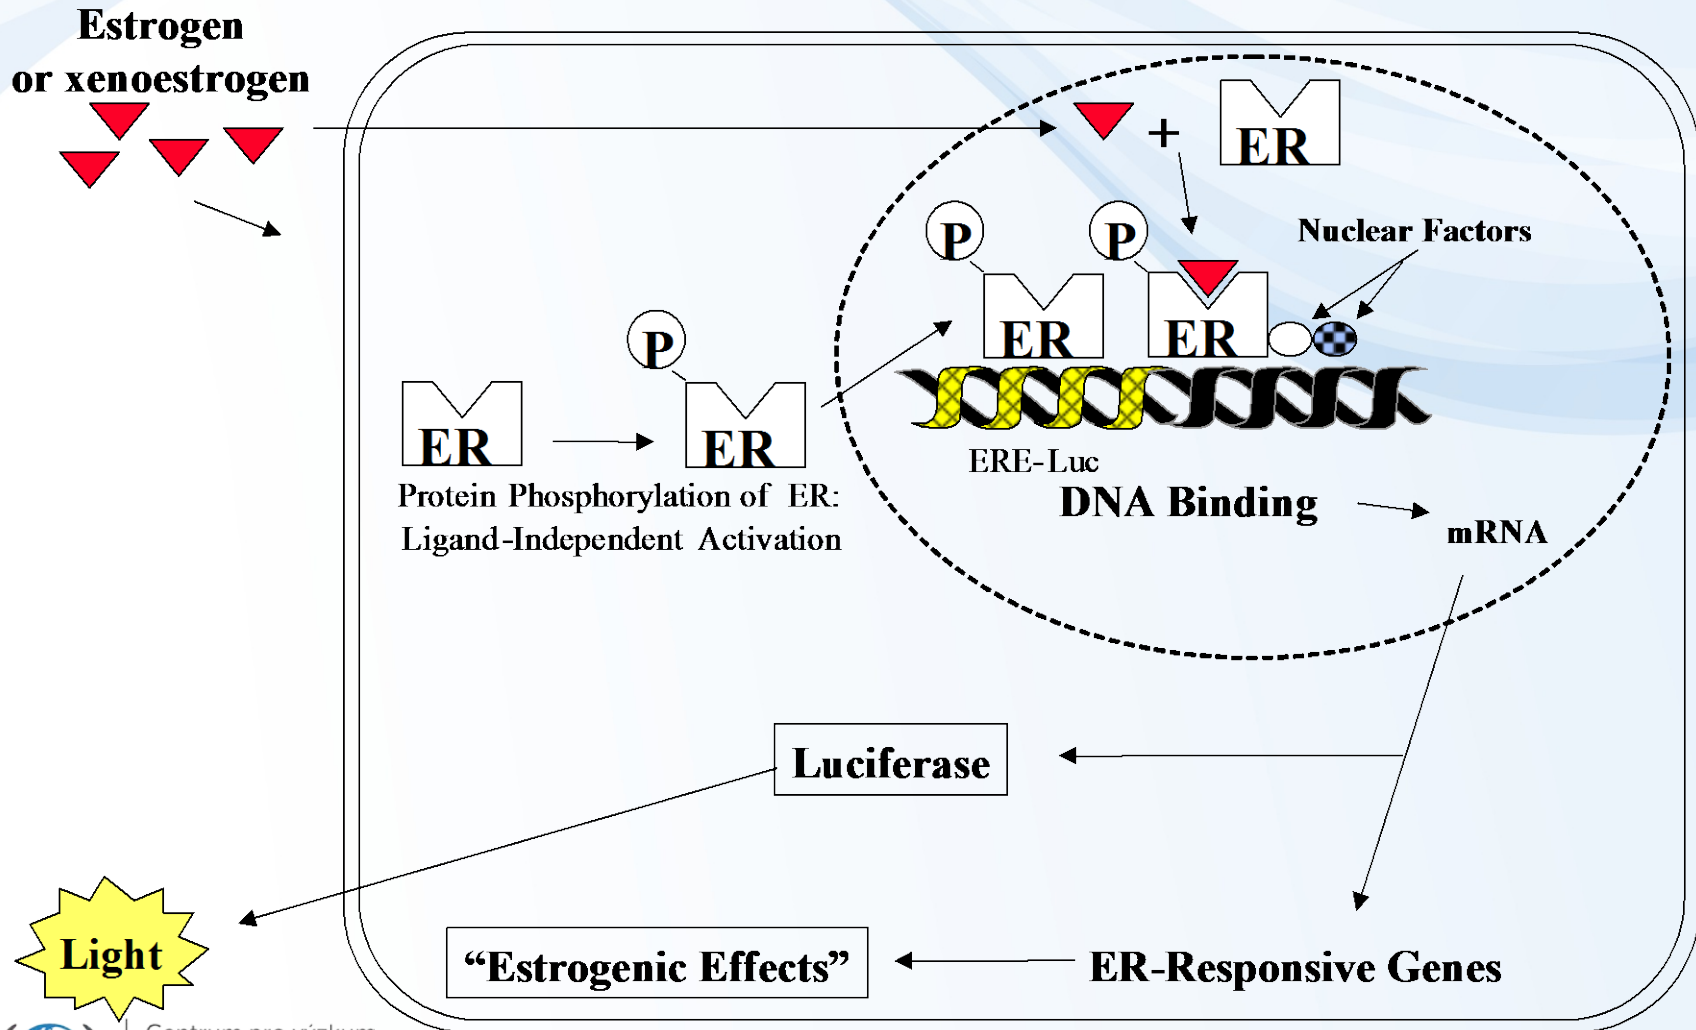 Estrogen
or xenoestrogen
+
ER
P
P
Nuclear Factors
ER
ER
P
ER
ER
ERE-Luc
Protein Phosphorylation of ER:
Ligand-Independent Activation
DNA Binding
mRNA
Luciferase
Light
“Estrogenic Effects”
ER-Responsive Genes